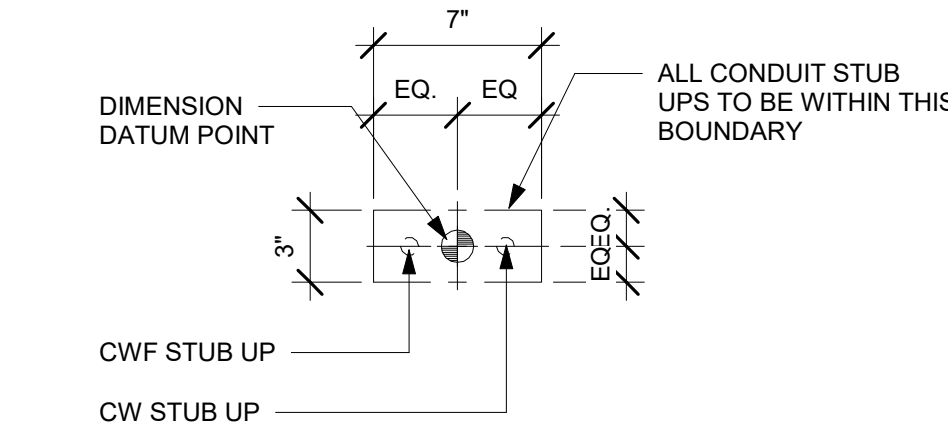 7"
EQ.
EQ
DIMENSION
DATUM POINT
ALL CONDUIT STUB
UPS TO BE WITHIN THIS
BOUNDARY
3"
EQ.
EQ
CWF STUB UP
CW STUB UP